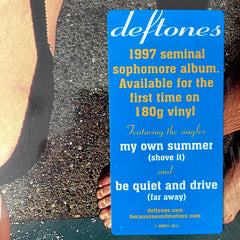 deftones
1997 seminal
sophomore album.
Available for the
first time on
180g vinyl
Featuring the singles
my own summer
(shove it)
and
be quiet and drive
(far away)
deftones.com
becausesoundmatters.com